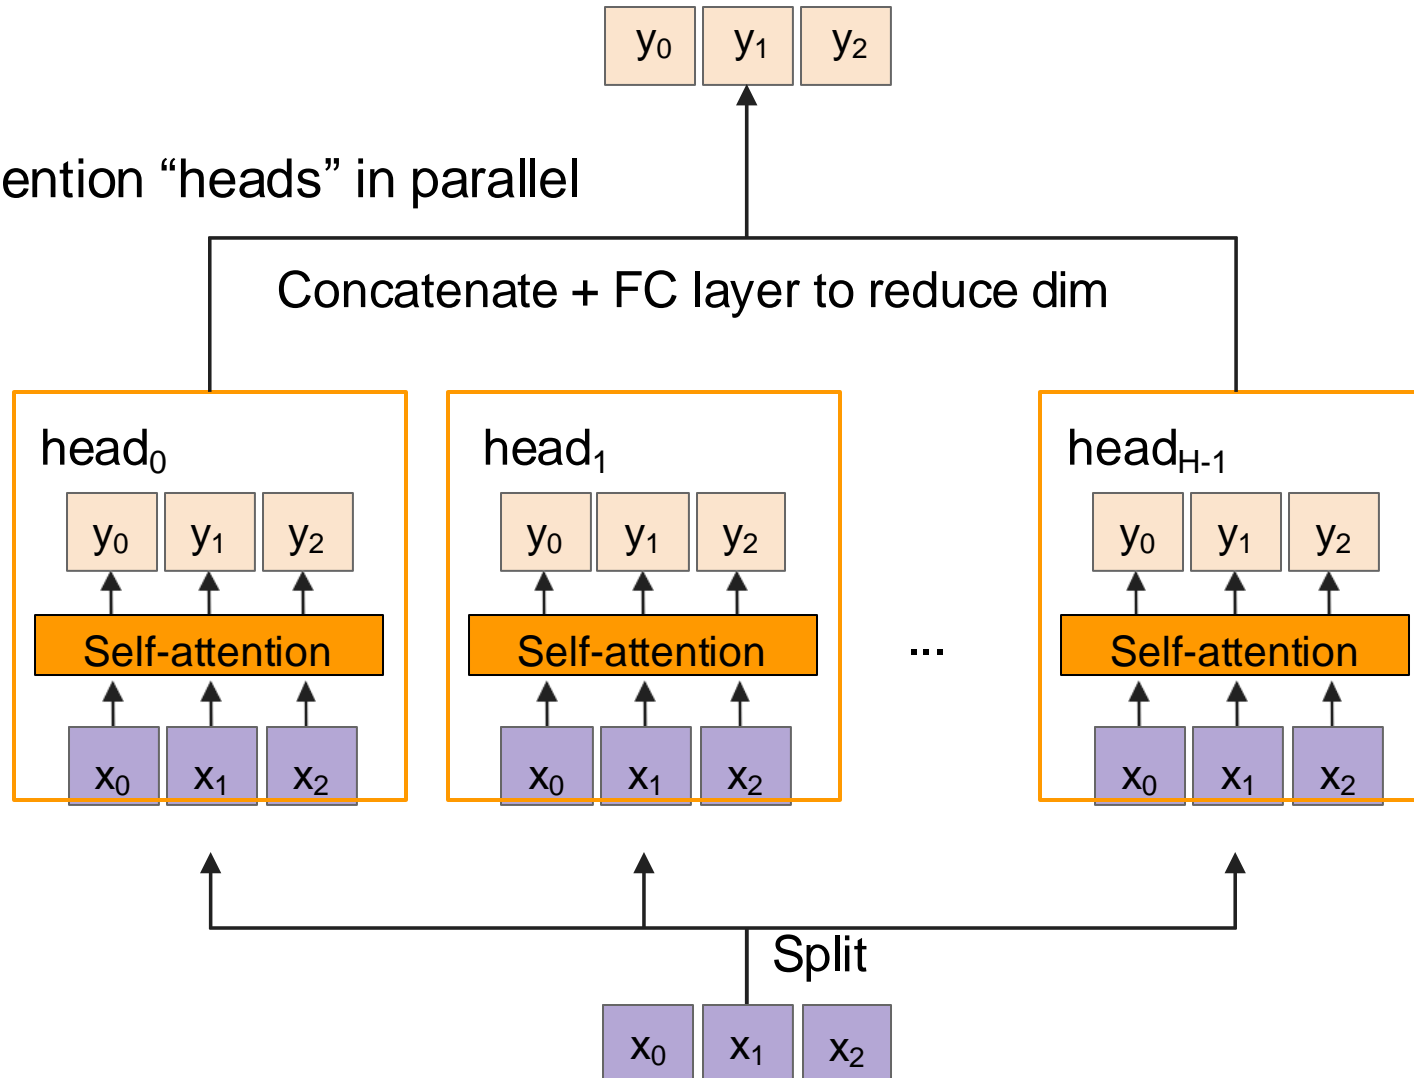 y₀ y₁ y₂
ention “heads” in parallel
Concatenate + FC layer to reduce dim
head₀ head₁ head_H-1
y₀ y₁ y₂ y₀ y₁ y₂ y₀ y₁ y₂
Self-attention Self-attention ... Self-attention
x₀ x₁ x₂ x₀ x₁ x₂ x₀ x₁ x₂
Split
x₀ x₁ x₂